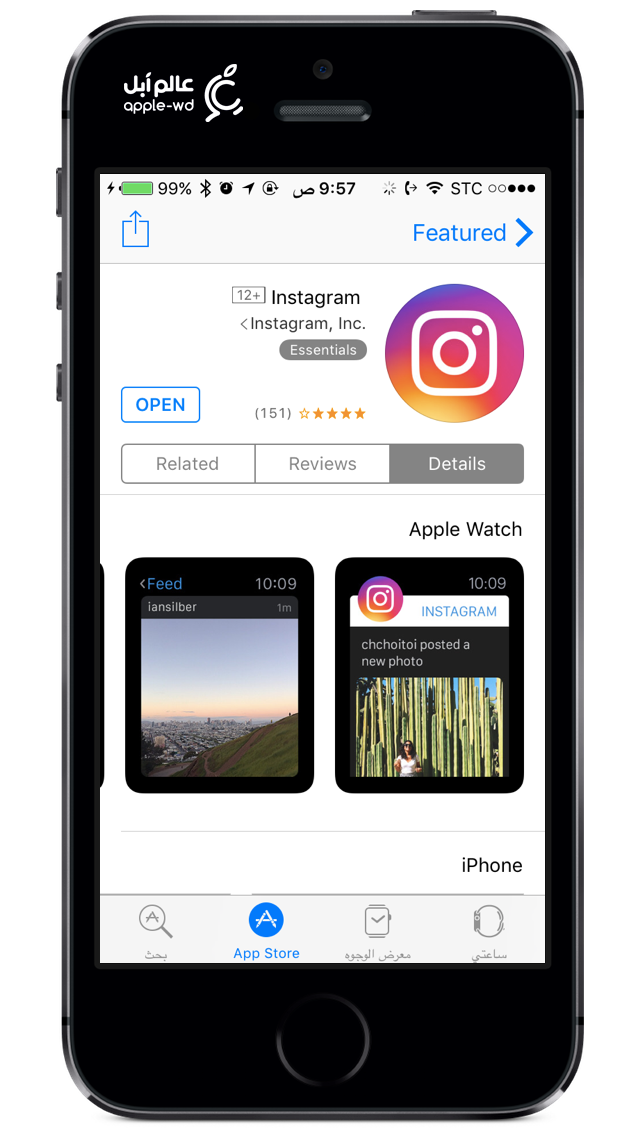 عالم أبل
apple-wd
99% 9:57 ص STC
Featured
12+ Instagram
Instagram, Inc.
Essentials
OPEN
(151)
Related Reviews Details
Apple Watch
Feed 10:09
iansilber 1m
10:09
INSTAGRAM
chchoitoi posted a
new photo
iPhone
بحث App Store معرض الوجوه ساعتي